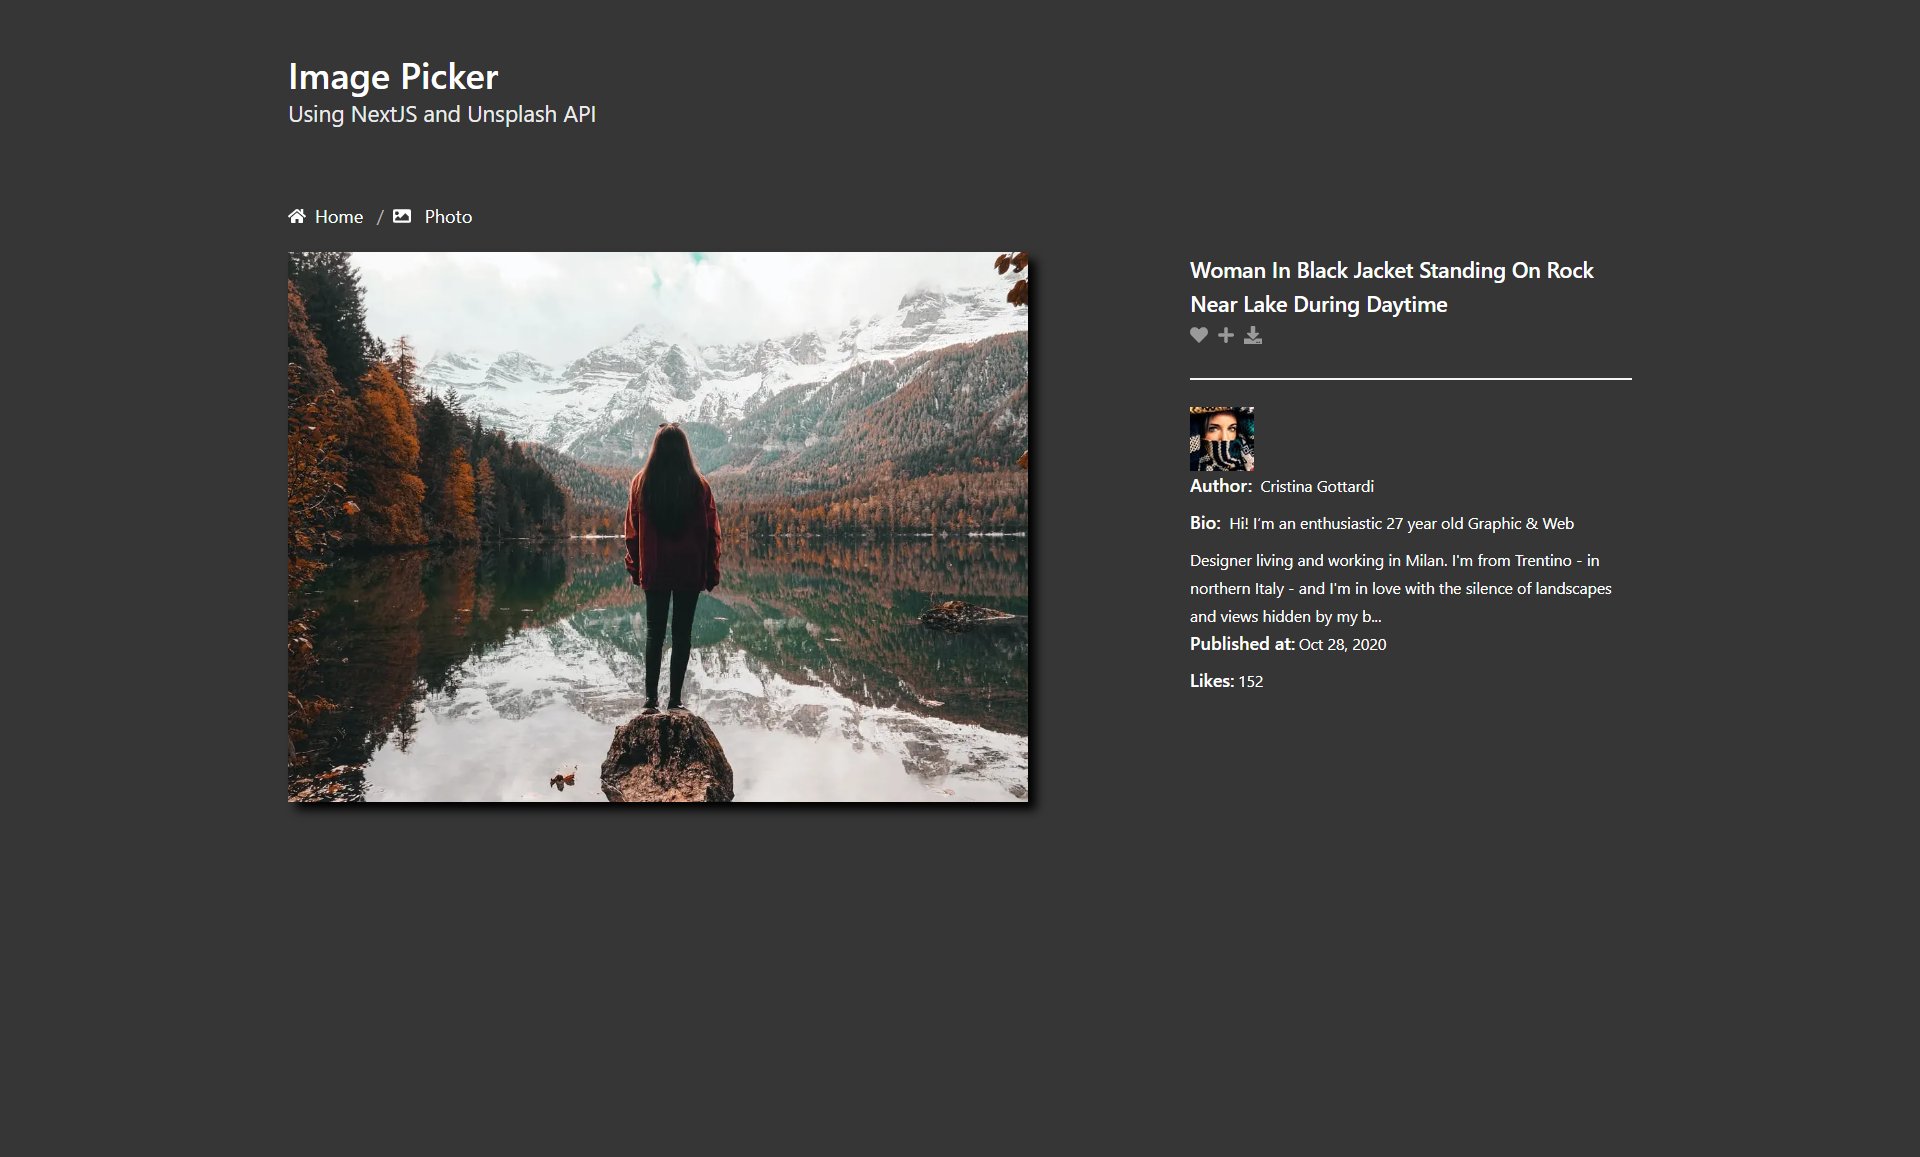 Image Picker
Using NextJS and Unsplash API
Home / Photo
Woman In Black Jacket Standing On Rock
Near Lake During Daytime
Author: Cristina Gottardi
Bio: Hi! I’m an enthusiastic 27 year old Graphic & Web
Designer living and working in Milan. I'm from Trentino - in
northern Italy - and I'm in love with the silence of landscapes
and views hidden by my b...
Published at: Oct 28, 2020
Likes: 152